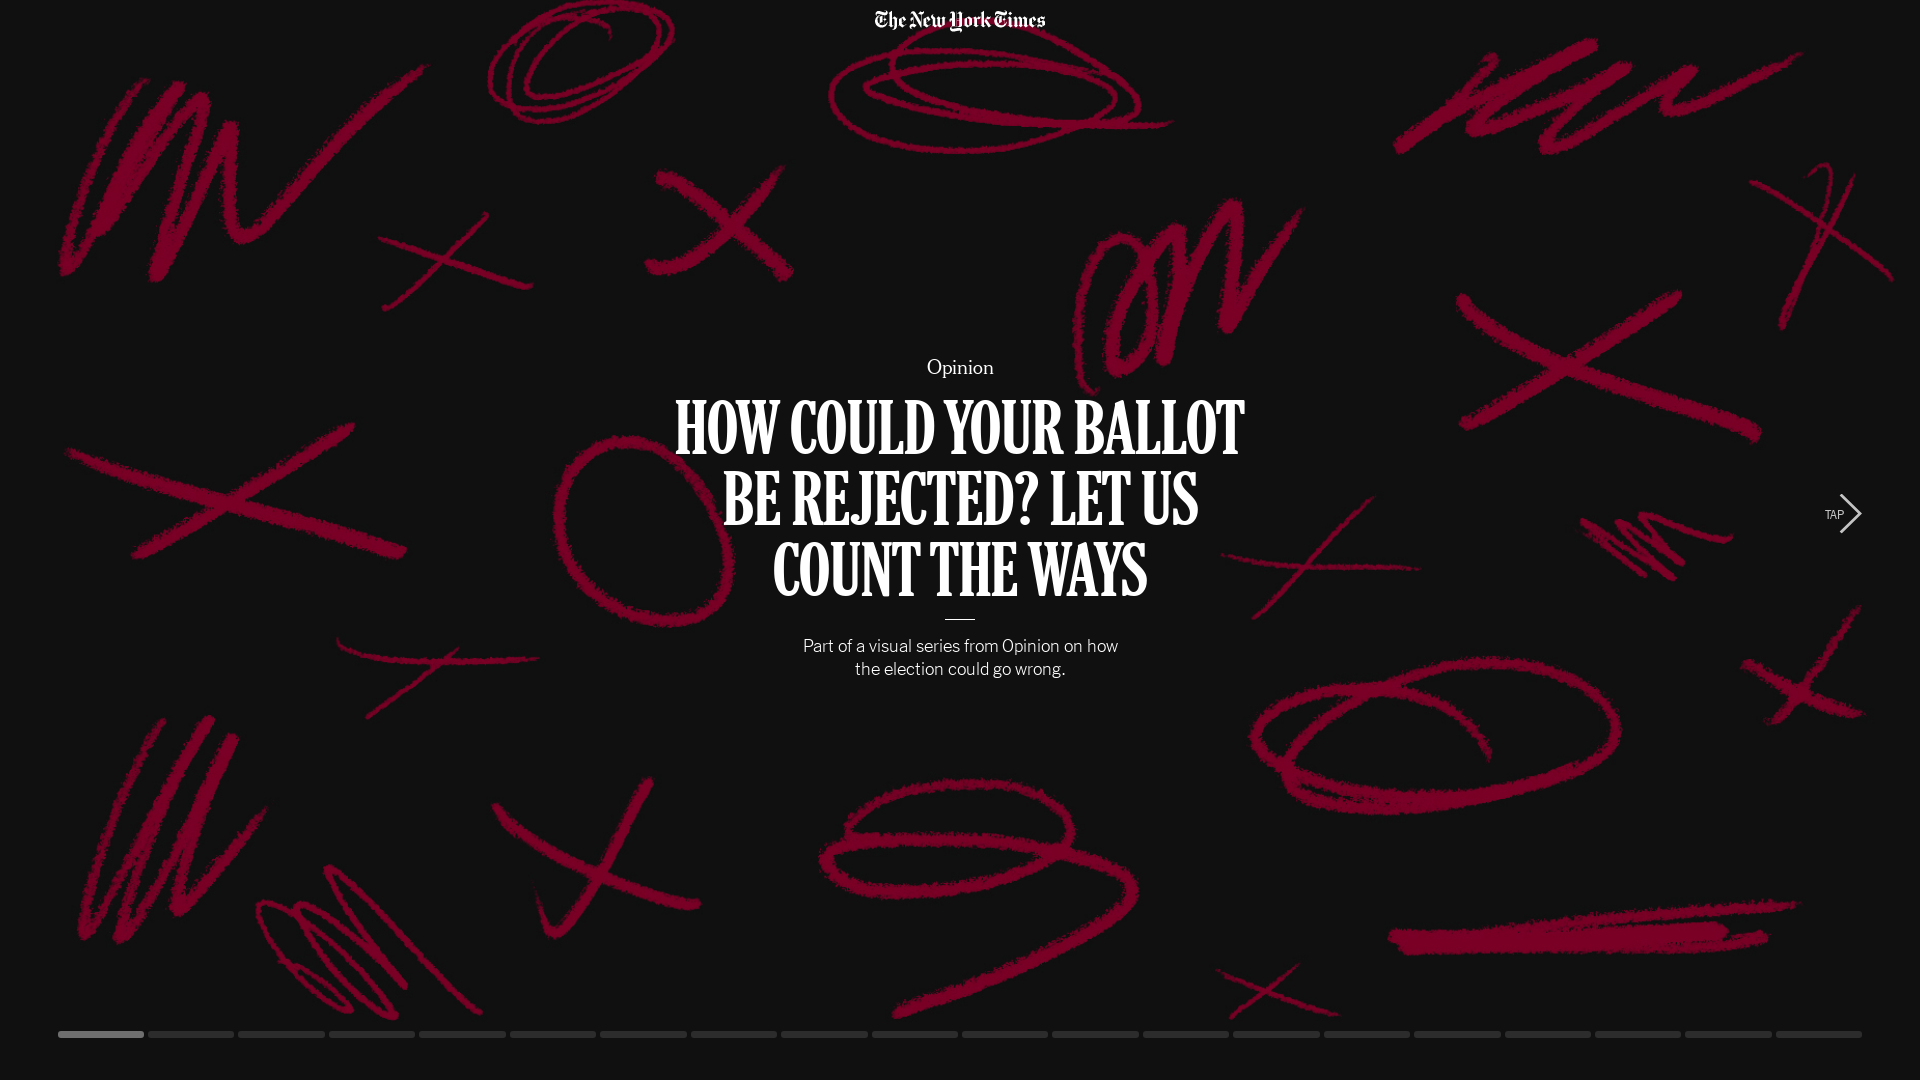 The New York Times
Opinion
HOW COULD YOUR BALLOT
BE REJECTED? LET US
COUNT THE WAYS
TAP
Part of a visual series from Opinion on how
the election could go wrong.